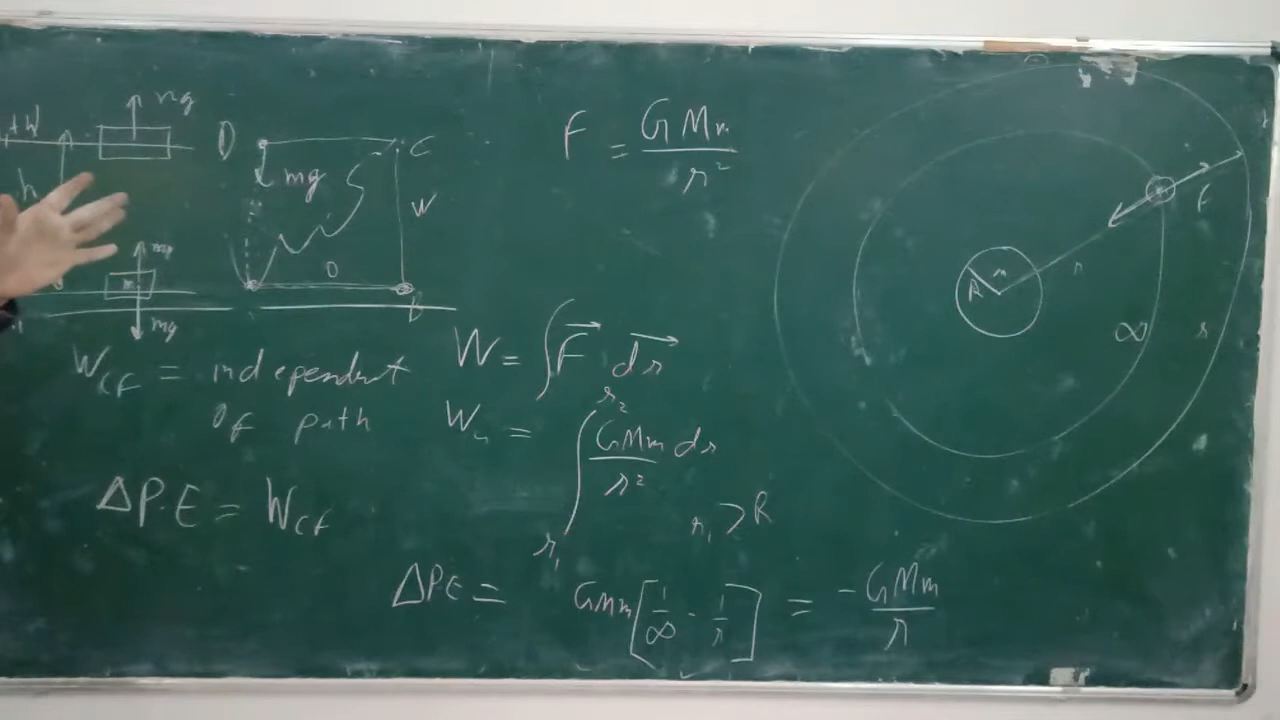 mg
h
mg
mg
D
C
mg
W
0
W_CF = independent
of path
ΔP.E = W_CF
F = GMm / r²
W = ∫ F⃗ dr⃗
W = ∫_{r₁}^{r₂} GMm / r² dr
r₁ > R
ΔPE = GMm [1/∞ - 1/r] = -GMm / r
F
r
R
∞
r